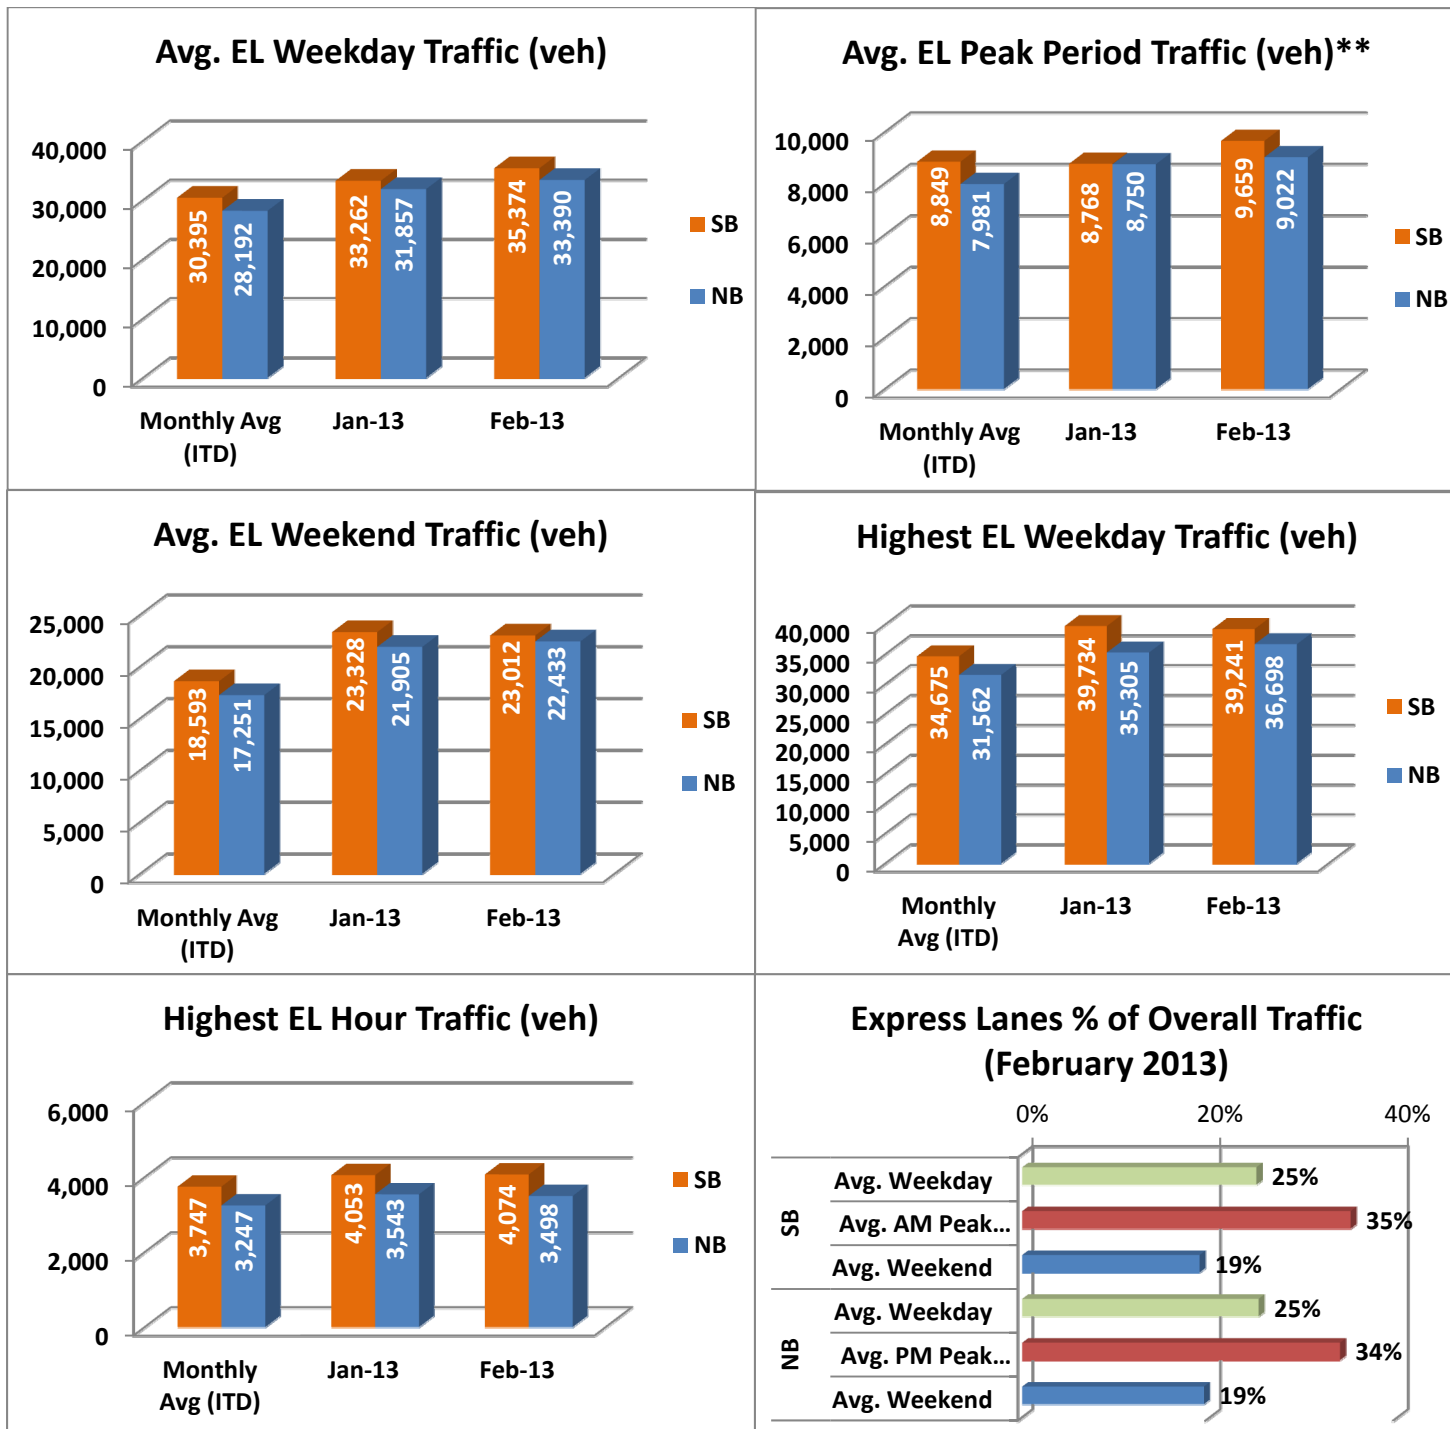 Avg. EL Weekday Traffic (veh)
40,000
30,000
20,000
10,000
0
30,395
28,192
33,262
31,857
35,374
33,390
SB
NB
Monthly Avg
(ITD)
Jan-13
Feb-13
Avg. EL Peak Period Traffic (veh)**
10,000
8,000
6,000
4,000
2,000
0
8,849
7,981
8,768
8,750
9,659
9,022
SB
NB
Monthly Avg
(ITD)
Jan-13
Feb-13
Avg. EL Weekend Traffic (veh)
25,000
20,000
15,000
10,000
5,000
0
18,593
17,251
23,328
21,905
23,012
22,433
SB
NB
Monthly Avg
(ITD)
Jan-13
Feb-13
Highest EL Weekday Traffic (veh)
40,000
35,000
30,000
25,000
20,000
15,000
10,000
5,000
0
34,675
31,562
39,734
35,305
39,241
36,698
SB
NB
Monthly
Avg (ITD)
Jan-13
Feb-13
Highest EL Hour Traffic (veh)
6,000
4,000
2,000
0
3,747
3,247
4,053
3,543
4,074
3,498
SB
NB
Monthly
Avg (ITD)
Jan-13
Feb-13
Express Lanes % of Overall Traffic
(February 2013)
0% 20% 40%
SB
Avg. Weekday 25%
Avg. AM Peak... 35%
Avg. Weekend 19%
NB
Avg. Weekday 25%
Avg. PM Peak... 34%
Avg. Weekend 19%